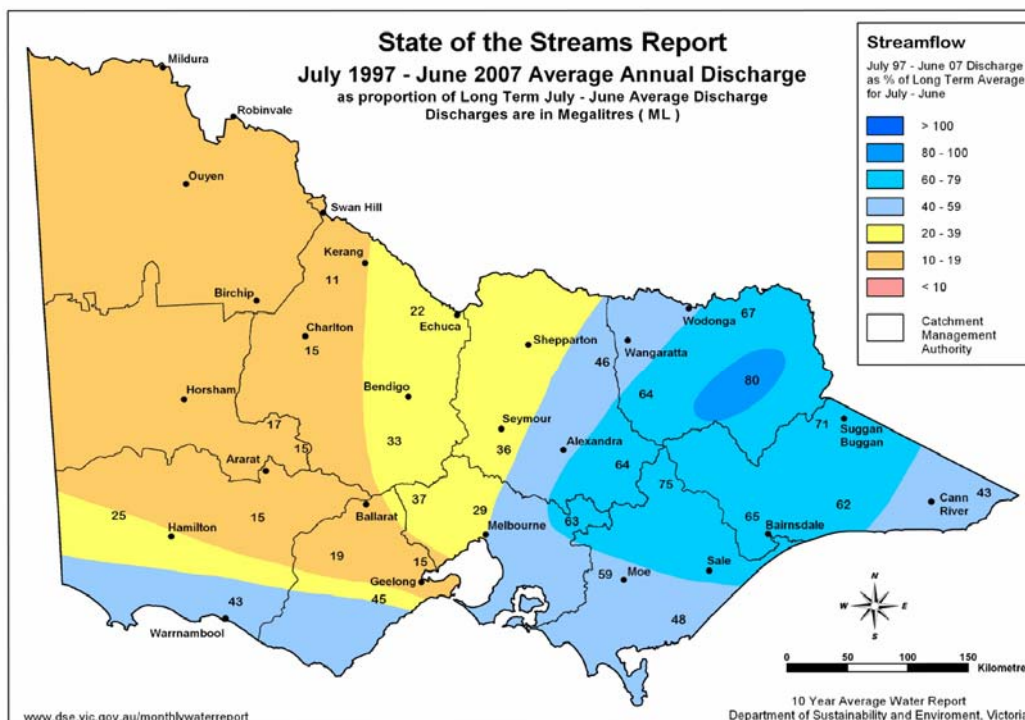 State of the Streams Report
July 1997 - June 2007 Average Annual Discharge
as proportion of Long Term July - June Average Discharge
Discharges are in Megalitres ( ML )
Streamflow
July 97 - June 07 Discharge
as % of Long Term Average
for July - June
> 100
80 - 100
60 - 79
40 - 59
20 - 39
10 - 19
< 10
Catchment
Management
Authority
Mildura
Robinvale
Ouyen
Swan Hill
Kerang
11
Birchip
22
Echuca
Charlton
15
Shepparton
46
Wangaratta
Wodonga
67
Horsham
Bendigo
64
80
17
33
Seymour
36
Alexandra
71
Suggan
Buggan
15
Ararat
64
75
25
Hamilton
15
Ballarat
37
29
Melbourne
63
65
Bairnsdale
62
Cann
River
43
19
15
Geelong
45
59
Moe
Sale
43
Warrnambool
48
N
W
E
S
0
50
100
150
Kilometre
10 Year Average Water Report
Department of Sustainability and Enviroment, Victoria
www.dse.vic.gov.au/monthlywaterreport